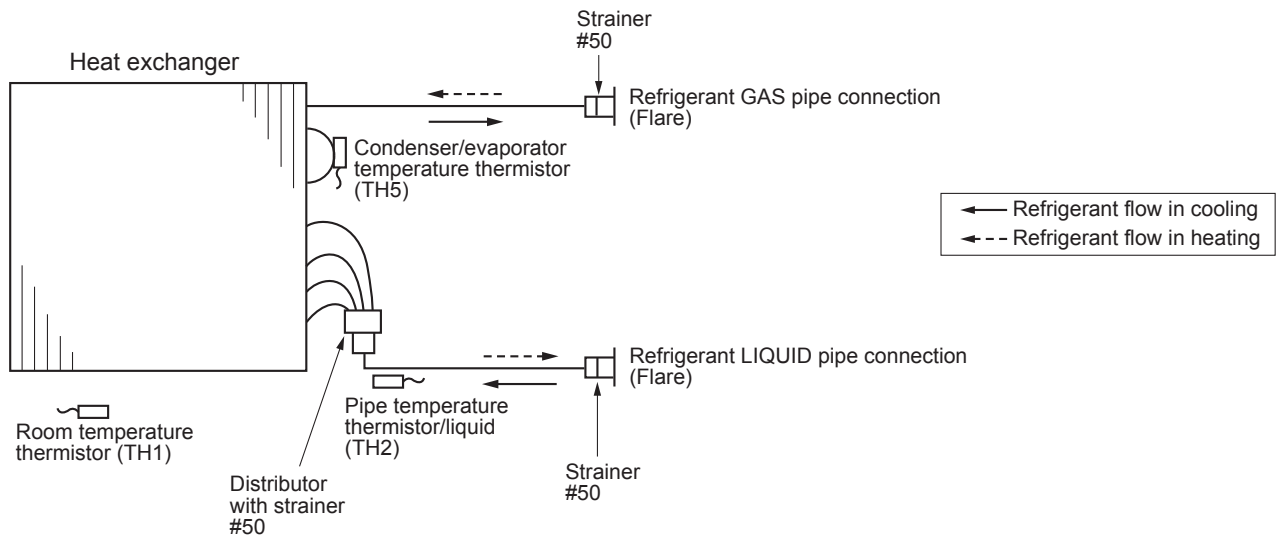 Strainer
#50
Heat exchanger
Refrigerant GAS pipe connection
(Flare)
Condenser/evaporator
temperature thermistor
(TH5)
Refrigerant flow in cooling
Refrigerant flow in heating
Refrigerant LIQUID pipe connection
(Flare)
Pipe temperature
thermistor/liquid
(TH2)
Room temperature
thermistor (TH1)
Distributor
with strainer
#50
Strainer
#50